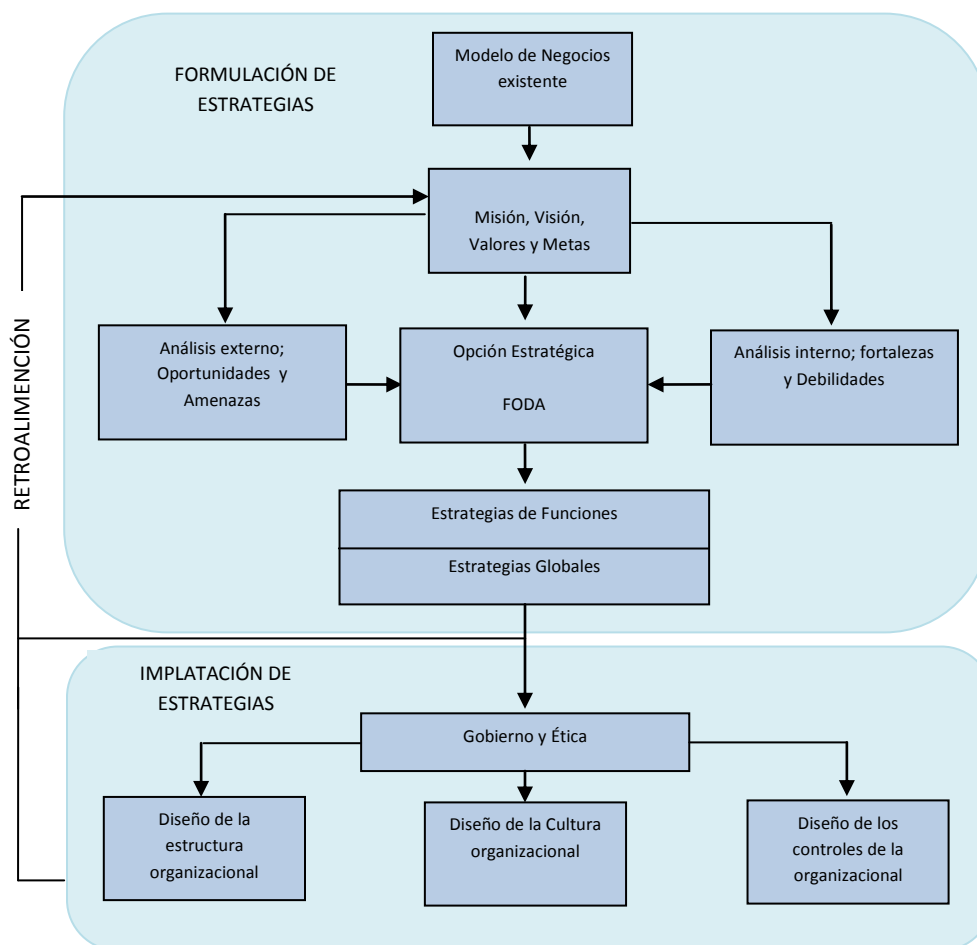 FORMULACIÓN DE
ESTRATEGIAS
Modelo de Negocios
existente
Misión, Visión,
Valores y Metas
Análisis externo;
Oportunidades y
Amenazas
Opción Estratégica
FODA
Análisis interno; fortalezas
y Debilidades
RETROALIMENCIÓN
Estrategias de Funciones
Estrategias Globales
IMPLATACIÓN DE
ESTRATEGIAS
Gobierno y Ética
Diseño de la
estructura
organizacional
Diseño de la Cultura
organizacional
Diseño de los
controles de la
organizacional